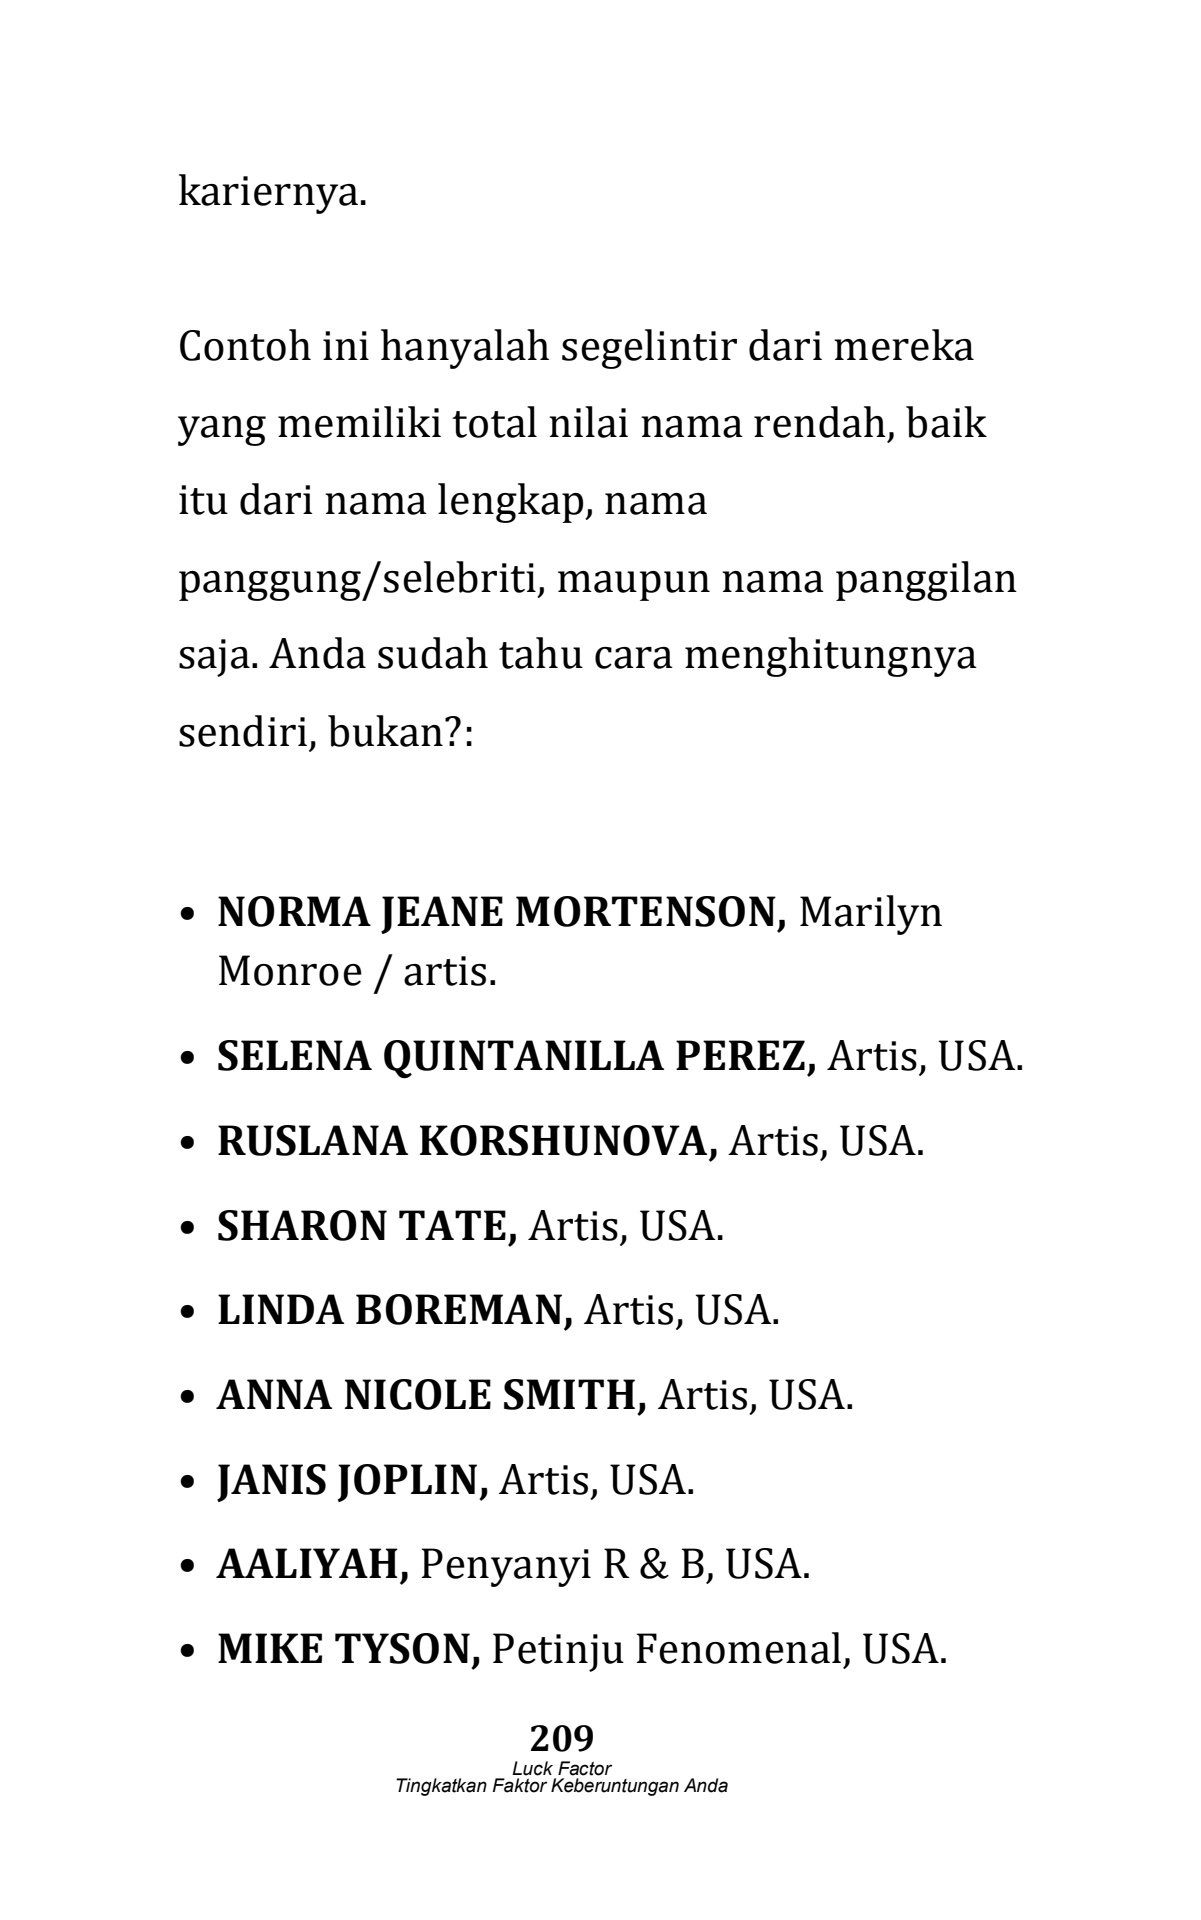 kariernya.
Contoh ini hanyalah segelintir dari mereka
yang memiliki total nilai nama rendah, baik
itu dari nama lengkap, nama
panggung/selebriti, maupun nama panggilan
saja. Anda sudah tahu cara menghitungnya
sendiri, bukan?:
• NORMA JEANE MORTENSON, Marilyn
Monroe / artis.
• SELENA QUINTANILLA PEREZ, Artis, USA.
• RUSLANA KORSHUNOVA, Artis, USA.
• SHARON TATE, Artis, USA.
• LINDA BOREMAN, Artis, USA.
• ANNA NICOLE SMITH, Artis, USA.
• JANIS JOPLIN, Artis, USA.
• AALIYAH, Penyanyi R & B, USA.
• MIKE TYSON, Petinju Fenomenal, USA.
209
Luck Factor
Tingkatkan Faktor Keberuntungan Anda